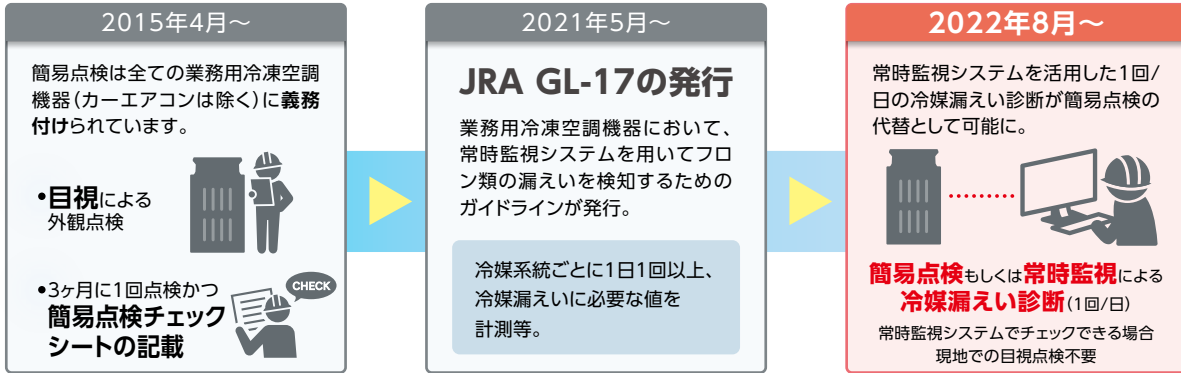 2015年4月～
簡易点検は全ての業務用冷凍空調
機器（カーエアコンは除く）に義務
付けられています。
•目視による
外観点検
•3ヶ月に1回点検かつ
簡易点検チェック
シートの記載
CHECK
2021年5月～
JRA GL-17の発行
業務用冷凍空調機器において、
常時監視システムを用いてフロ
ン類の漏えいを検知するための
ガイドラインが発行。
冷媒系統ごとに1日1回以上、
冷媒漏えいに必要な値を
計測等。
2022年8月～
常時監視システムを活用した1回/
日の冷媒漏えい診断が簡易点検の
代替として可能に。
簡易点検もしくは常時監視による
冷媒漏えい診断(1回/日)
常時監視システムでチェックできる場合
現地での目視点検不要